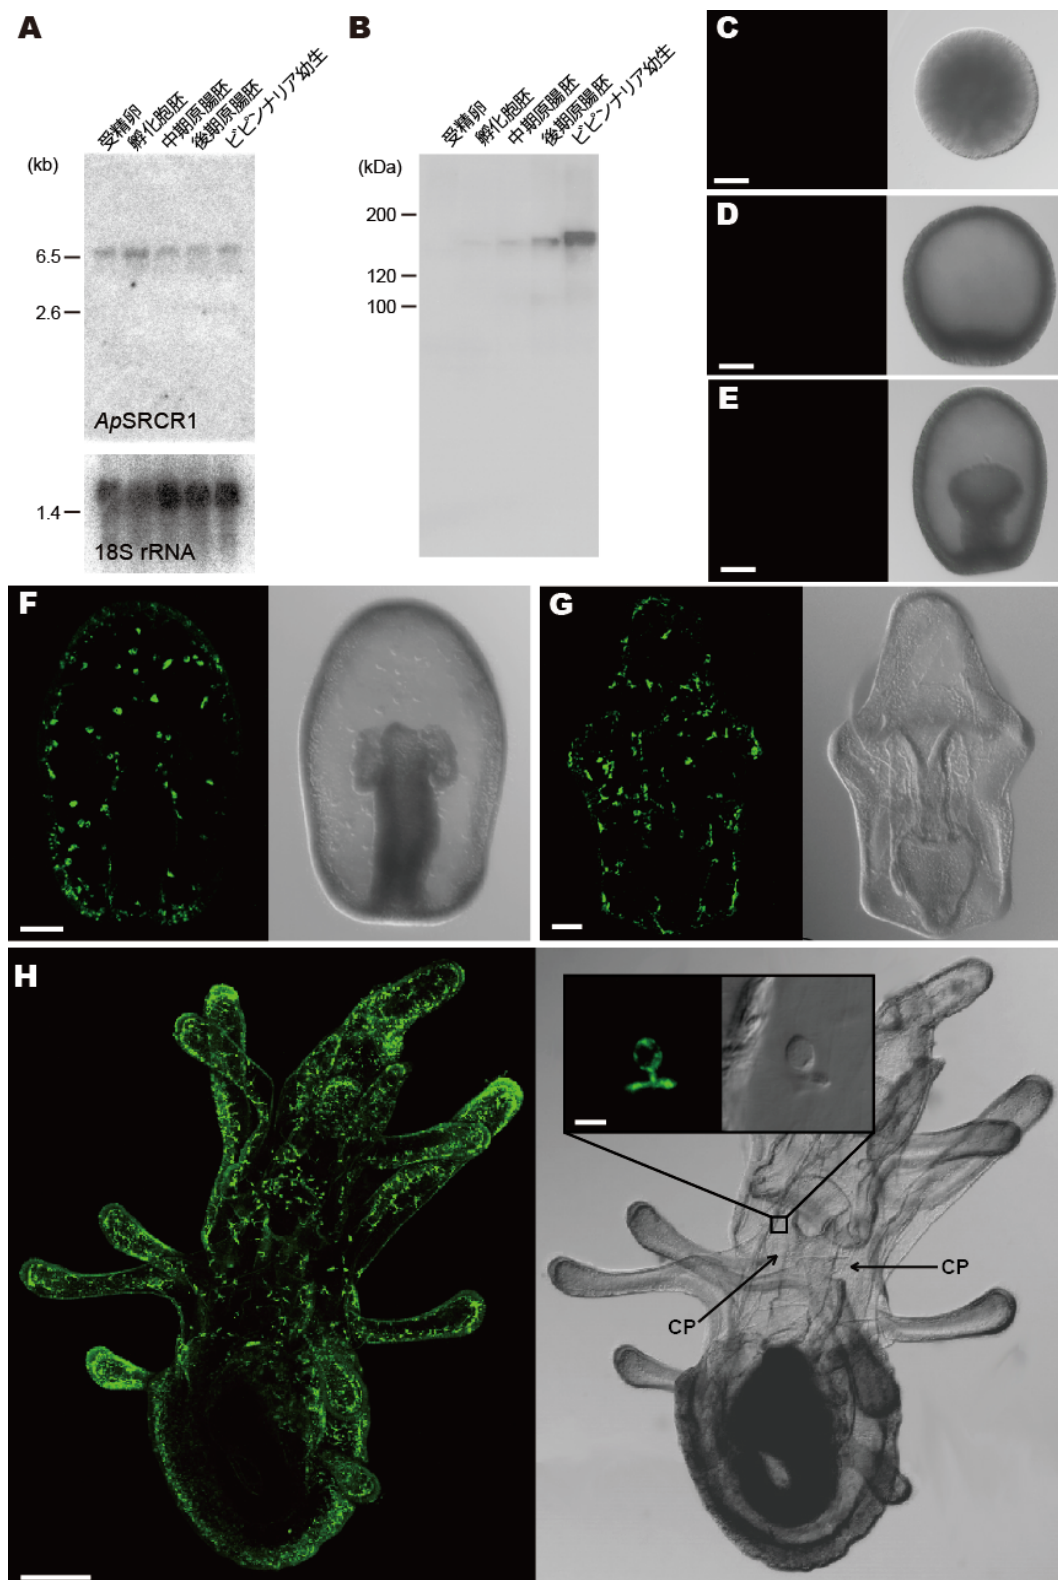 A
受精卵
孵化胞胚
中期原腸胚
後期原腸胚
ビピンナリア幼生
(kb)
6.5
2.6
ApSRCR1
1.4
18S rRNA
B
受精卵
孵化胞胚
中期原腸胚
後期原腸胚
ビピンナリア幼生
(kDa)
200
120
100
C
D
E
F
G
H
CP
CP